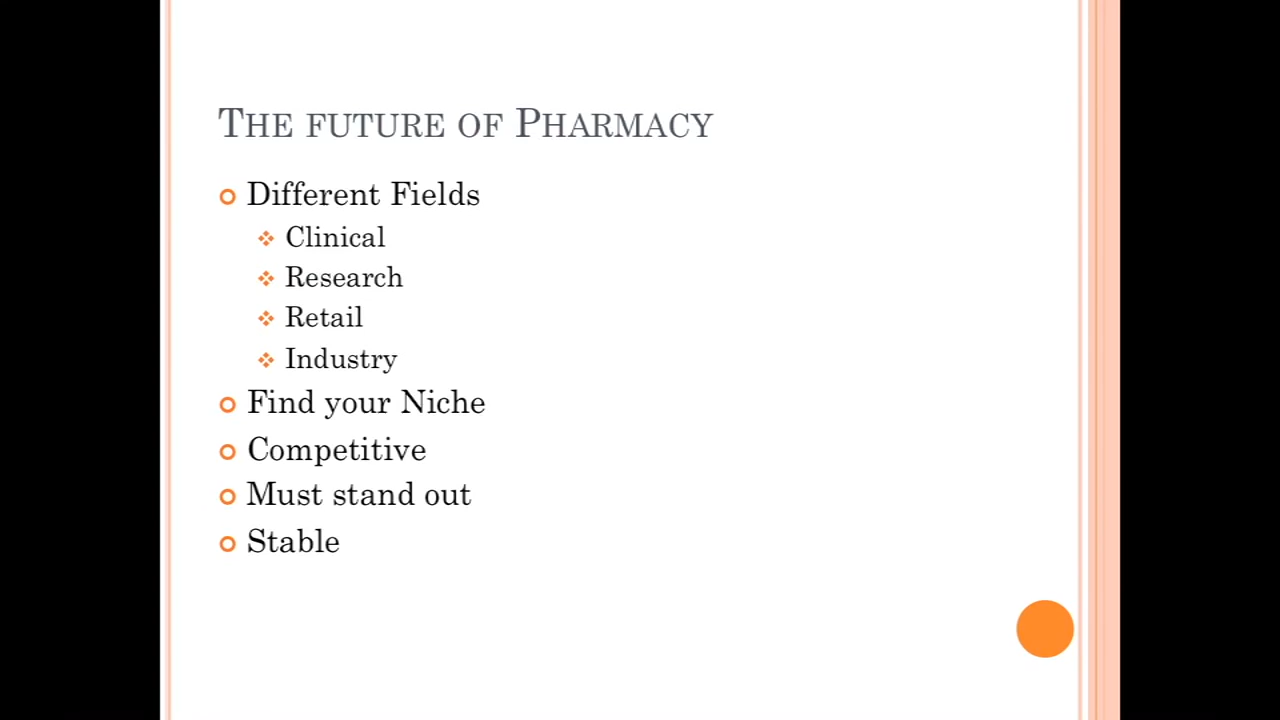 The future of Pharmacy
Different Fields
Clinical
Research
Retail
Industry
Find your Niche
Competitive
Must stand out
Stable